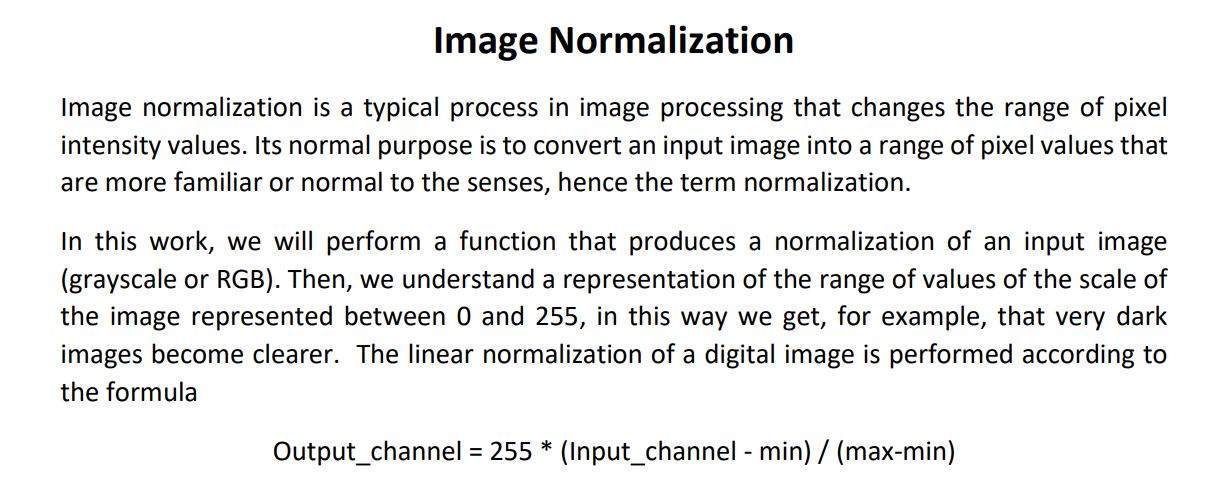 Image Normalization
Image normalization is a typical process in image processing that changes the range of pixel
intensity values. Its normal purpose is to convert an input image into a range of pixel values that
are more familiar or normal to the senses, hence the term normalization.
In this work, we will perform a function that produces a normalization of an input image
(grayscale or RGB). Then, we understand a representation of the range of values of the scale of
the image represented between 0 and 255, in this way we get, for example, that very dark
images become clearer.  The linear normalization of a digital image is performed according to
the formula
Output_channel = 255 * (Input_channel - min) / (max-min)